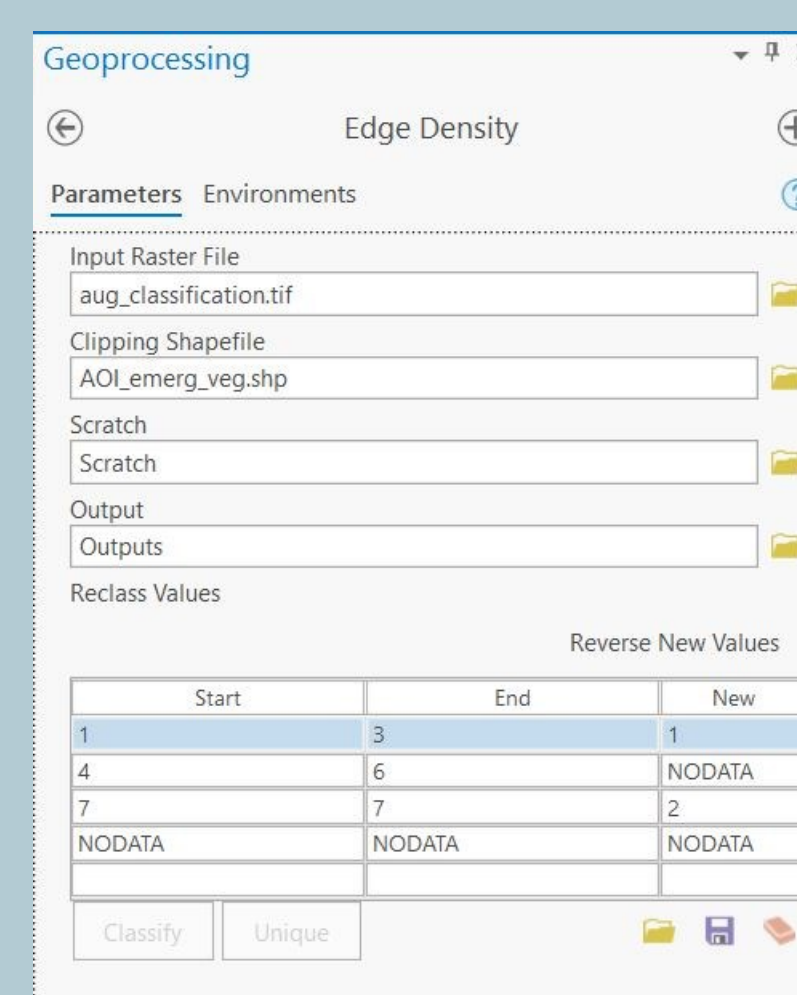 Geoprocessing
Edge Density
Parameters Environments
Input Raster File
aug_classification.tif
Clipping Shapefile
AOI_emerg_veg.shp
Scratch
Scratch
Output
Outputs
Reclass Values
Reverse New Values
Start End New
1 3 1
4 6 NODATA
7 7 2
NODATA NODATA NODATA
Classify Unique